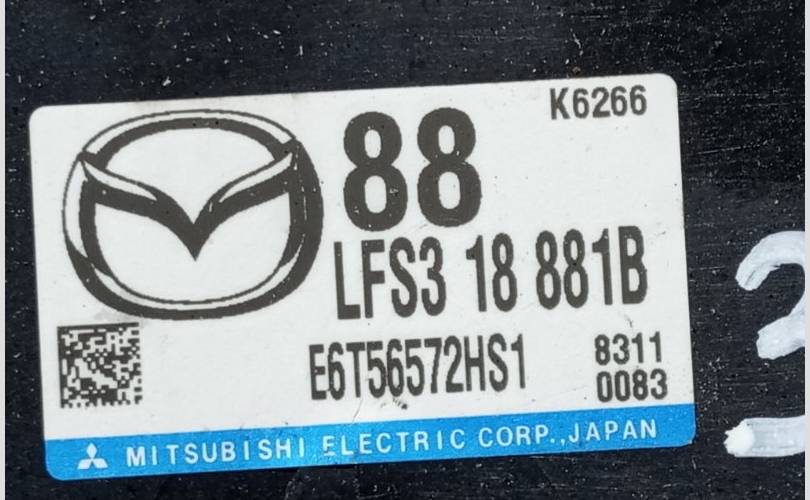 K6266
88
LFS3 18 881B
E6T56572HS1
8311
0083
MITSUBISHI ELECTRIC CORP.,JAPAN